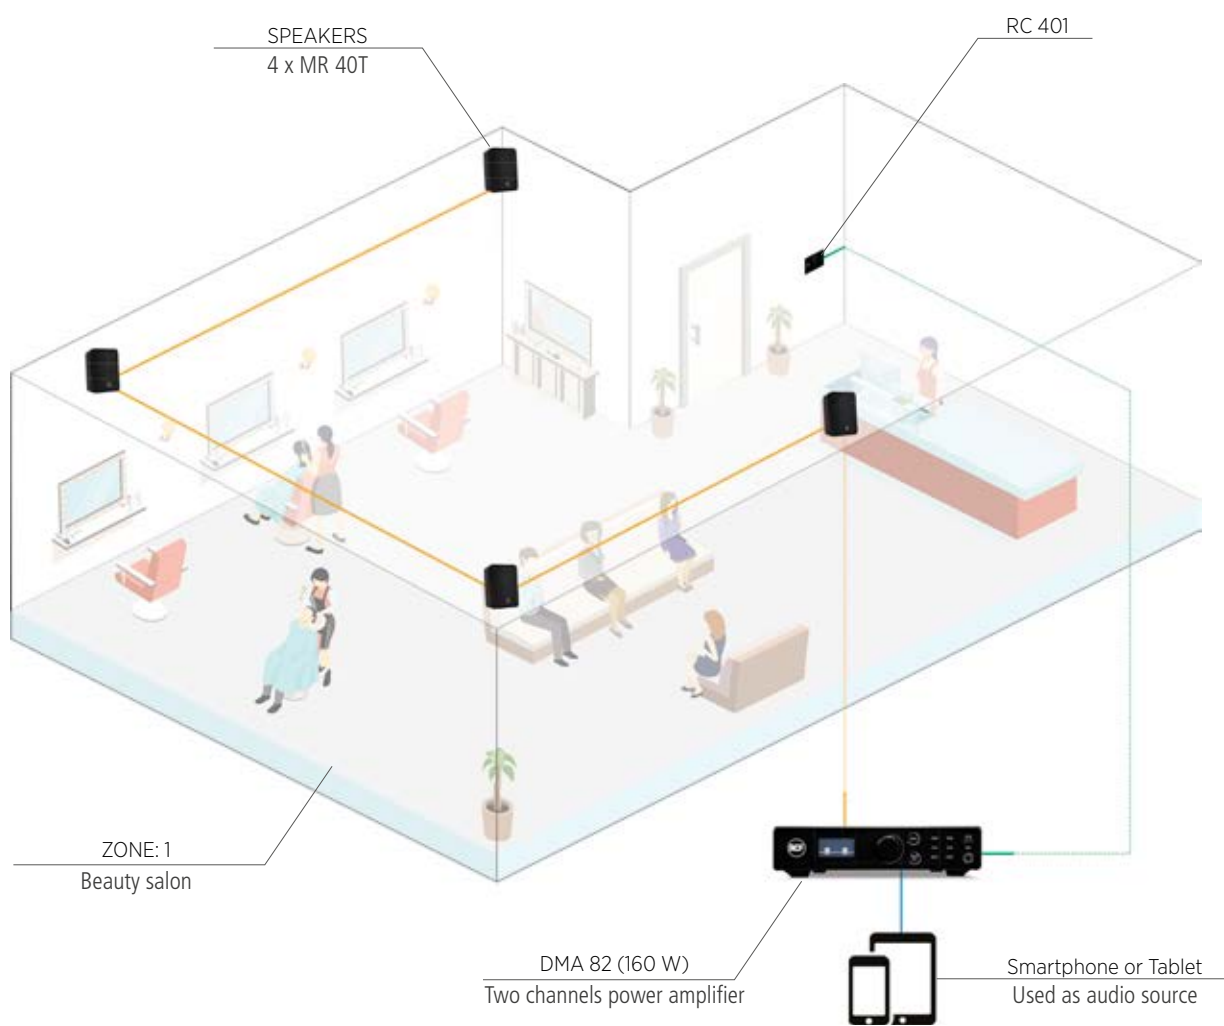 SPEAKERS
4 x MR 40T
RC 401
ZONE: 1
Beauty salon
DMA 82 (160 W)
Two channels power amplifier
Smartphone or Tablet
Used as audio source
RCF